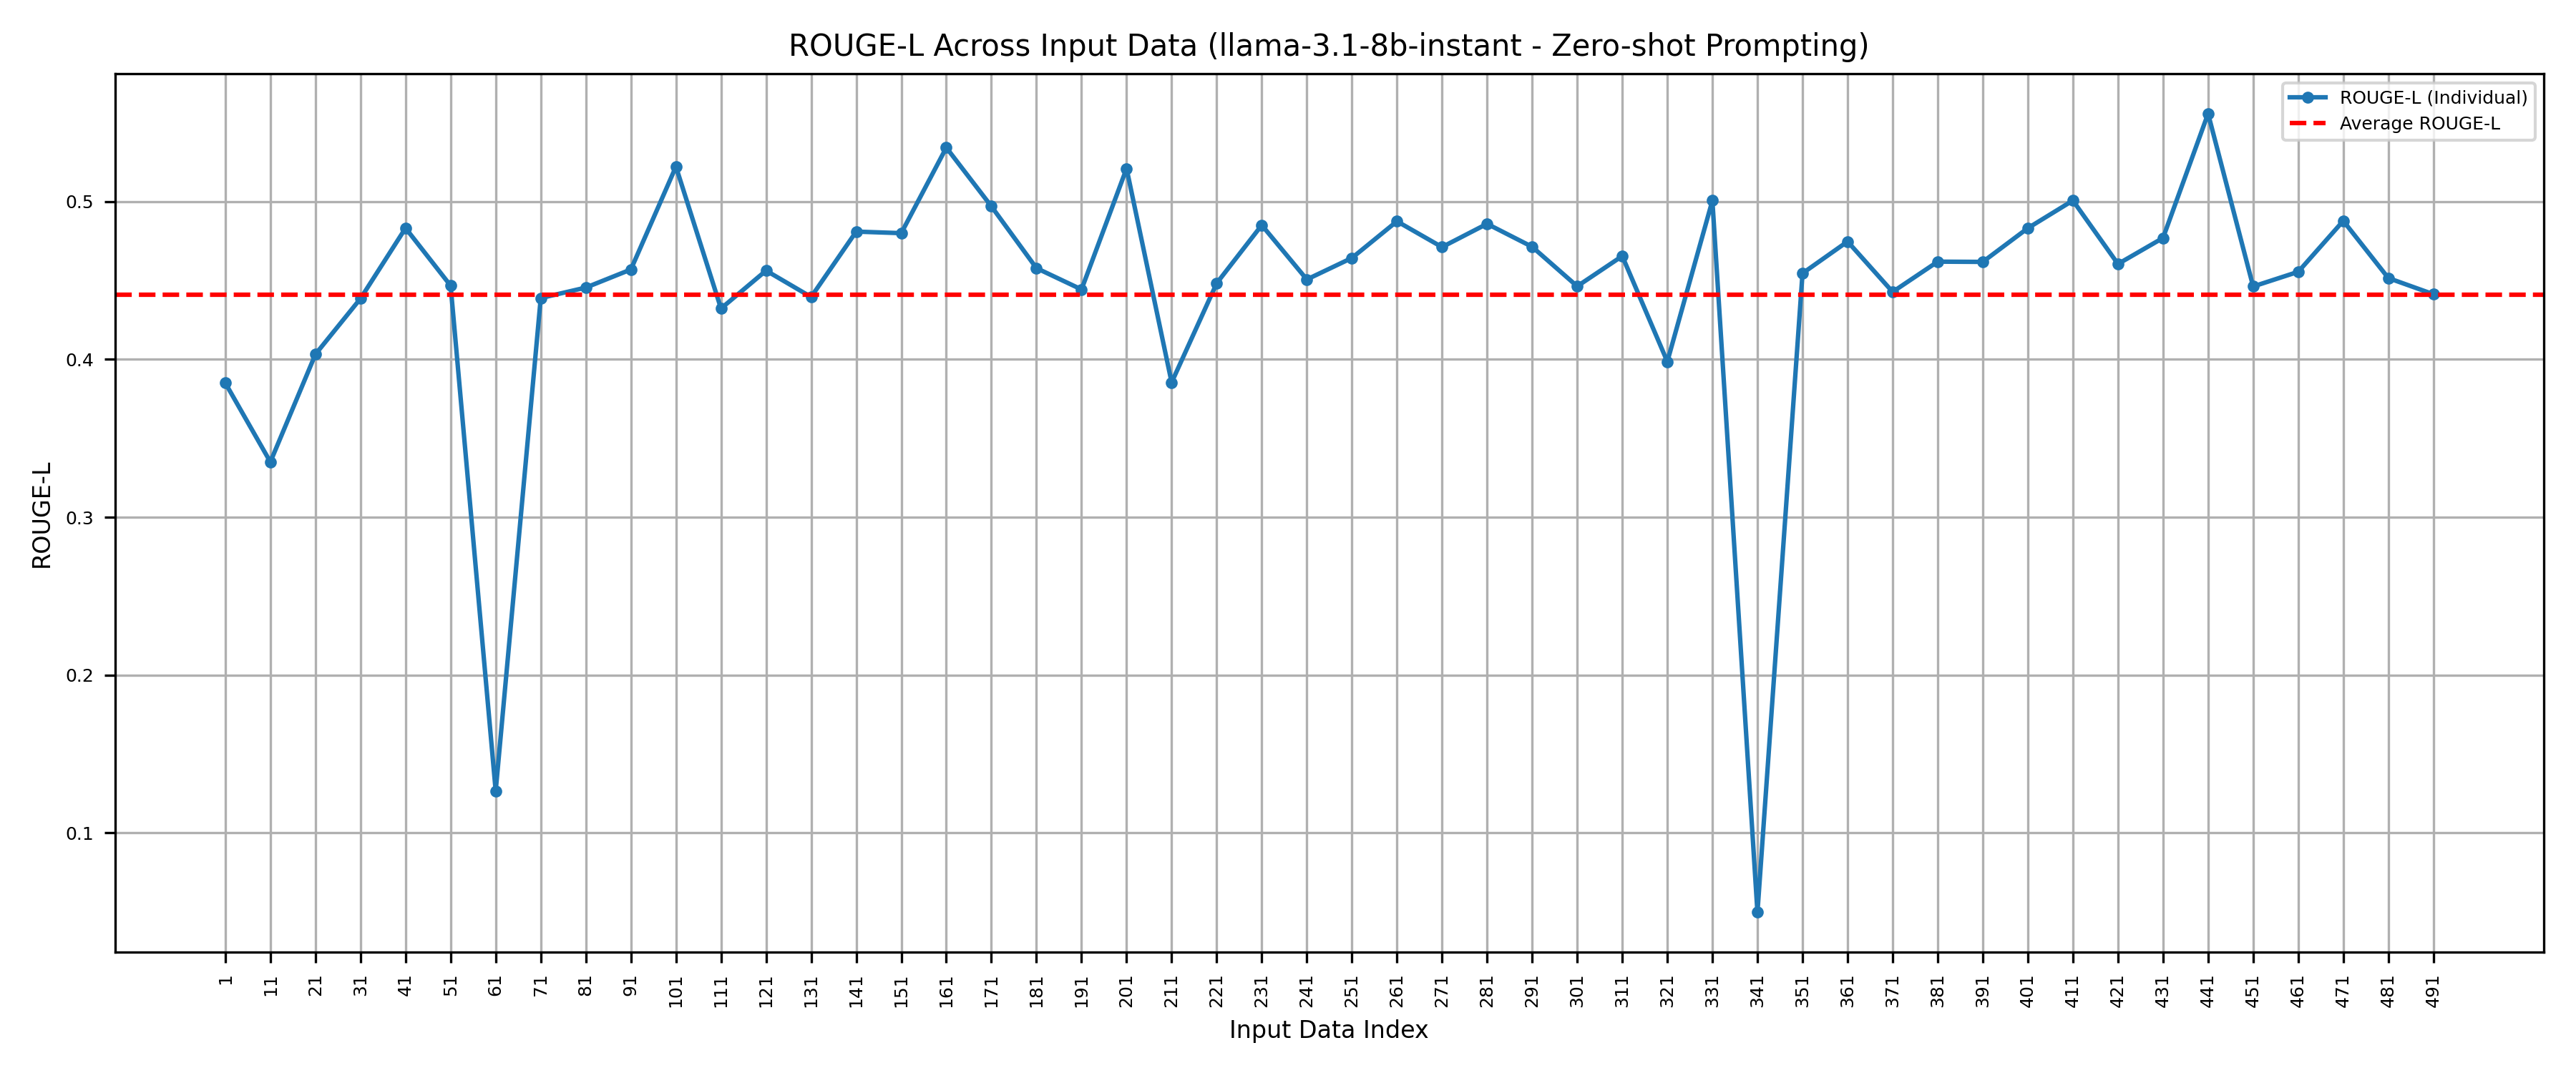 ROUGE-L Across Input Data (llama-3.1-8b-instant - Zero-shot Prompting)
ROUGE-L (Individual)
Average ROUGE-L
ROUGE-L
0.5
0.4
0.3
0.2
0.1
1 11 21 31 41 51 61 71 81 91 101 111 121 131 141 151 161 171 181 191 201 211 221 231 241 251 261 271 281 291 301 311 321 331 341 351 361 371 381 391 401 411 421 431 441 451 461 471 481 491
Input Data Index